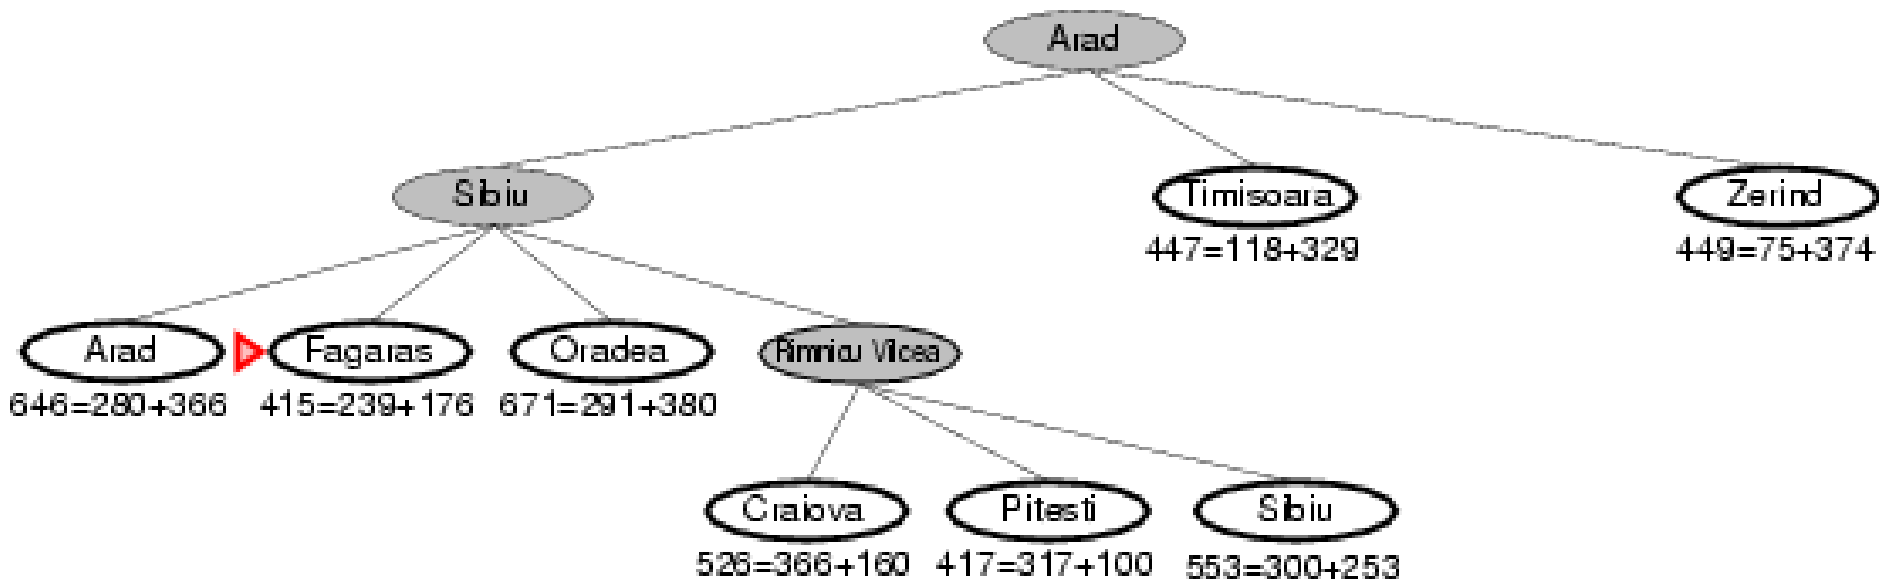 Arad
Sibiu
Timisoara
Zerind
447=118+329
449=75+374
Arad
Fagaras
Oradea
Rimnicu Vilcea
646=280+366
415=239+176
671=291+380
Craiova
Pitesti
Sibiu
526=366+160
417=317+100
553=300+253